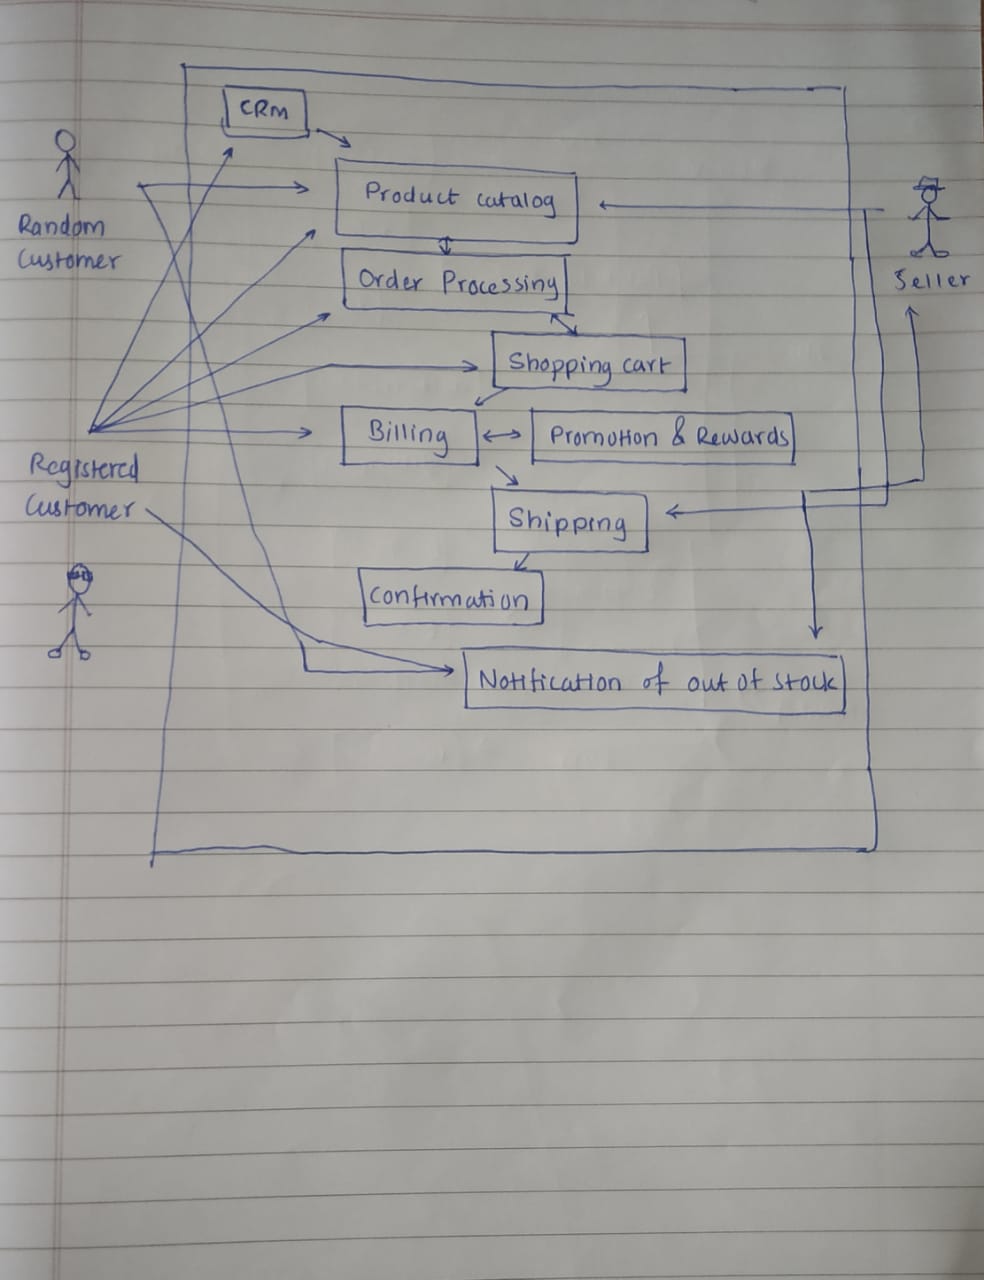 CRM
Product catalog
Random
Customer
Order Processing
Seller
Shopping cart
Billing
Promotion & Rewards
Registered
Customer
Shipping
Confirmation
Notification of out of stock